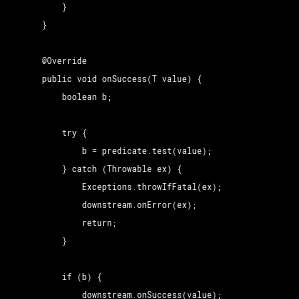 }
}
@Override
public void onSuccess(T value) {
boolean b;
try {
b = predicate.test(value);
} catch (Throwable ex) {
Exceptions.throwIfFatal(ex);
downstream.onError(ex);
return;
}
if (b) {
downstream.onSuccess(value);